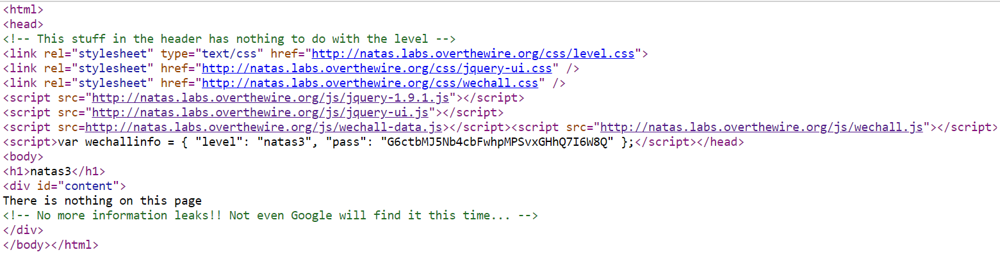 <html>
<head>
<!-- This stuff in the header has nothing to do with the level -->
<link rel="stylesheet" type="text/css" href="http://natas.labs.overthewire.org/css/level.css">
<link rel="stylesheet" href="http://natas.labs.overthewire.org/css/jquery-ui.css" />
<link rel="stylesheet" href="http://natas.labs.overthewire.org/css/wechall.css" />
<script src="http://natas.labs.overthewire.org/js/jquery-1.9.1.js"></script>
<script src="http://natas.labs.overthewire.org/js/jquery-ui.js"></script>
<script src=http://natas.labs.overthewire.org/js/wechall-data.js></script><script src="http://natas.labs.overthewire.org/js/wechall.js"></script>
<script>var wechallinfo = { "level": "natas3", "pass": "G6ctbMJ5Nb4cbFwhpMPSvxGHhQ7I6W8Q" };</script></head>
<body>
<h1>natas3</h1>
<div id="content">
There is nothing on this page
<!-- No more information leaks!! Not even Google will find it this time... -->
</div>
</body></html>